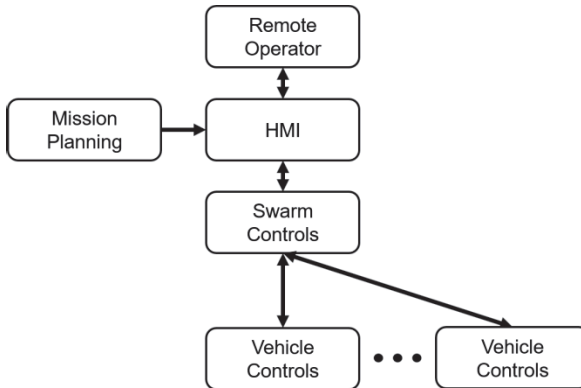 Remote
Operator
Mission
Planning
HMI
Swarm
Controls
Vehicle
Controls
Vehicle
Controls